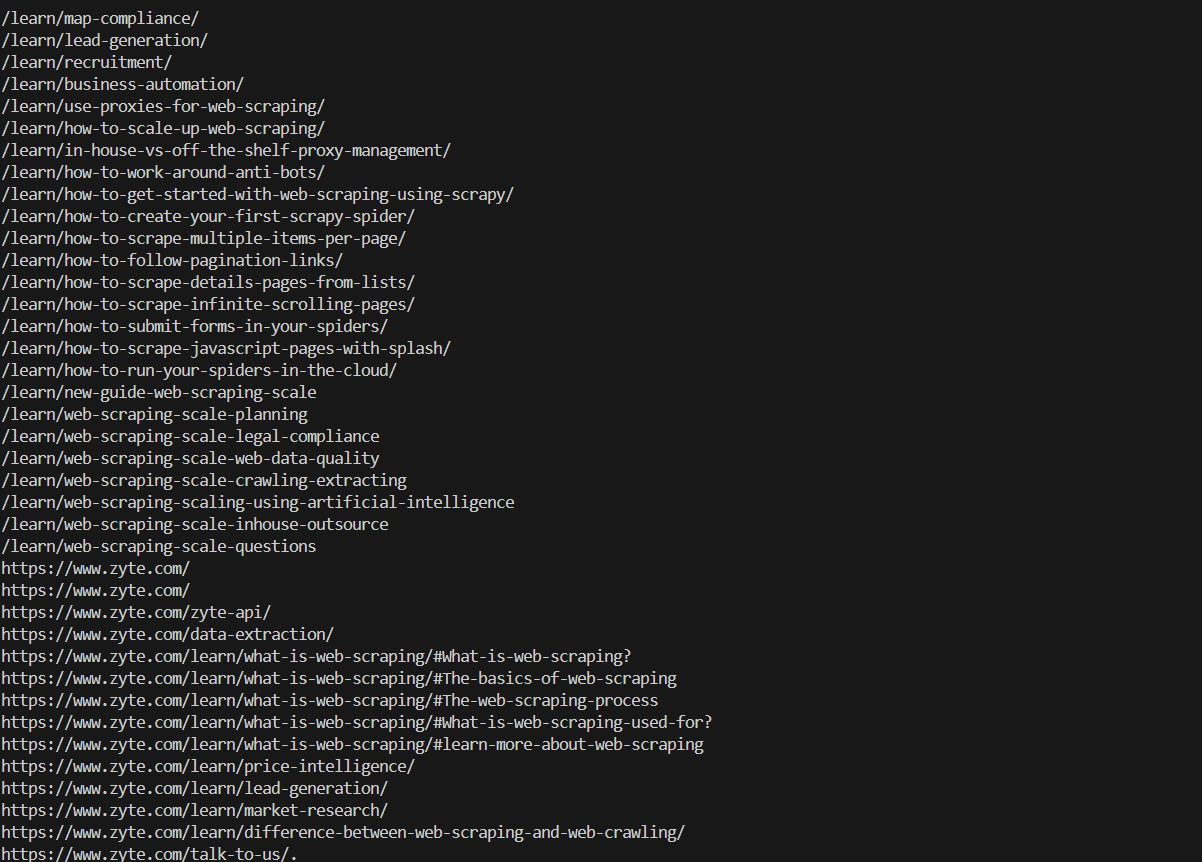 /learn/map-compliance/
/learn/lead-generation/
/learn/recruitment/
/learn/business-automation/
/learn/use-proxies-for-web-scraping/
/learn/how-to-scale-up-web-scraping/
/learn/in-house-vs-off-the-shelf-proxy-management/
/learn/how-to-work-around-anti-bots/
/learn/how-to-get-started-with-web-scraping-using-scrapy/
/learn/how-to-create-your-first-scrapy-spider/
/learn/how-to-scrape-multiple-items-per-page/
/learn/how-to-follow-pagination-links/
/learn/how-to-scrape-details-pages-from-lists/
/learn/how-to-scrape-infinite-scrolling-pages/
/learn/how-to-submit-forms-in-your-spiders/
/learn/how-to-scrape-javascript-pages-with-splash/
/learn/how-to-run-your-spiders-in-the-cloud/
/learn/new-guide-web-scraping-scale
/learn/web-scraping-scale-planning
/learn/web-scraping-scale-legal-compliance
/learn/web-scraping-scale-web-data-quality
/learn/web-scraping-scale-crawling-extracting
/learn/web-scraping-scaling-using-artificial-intelligence
/learn/web-scraping-scale-inhouse-outsource
/learn/web-scraping-scale-questions
https://www.zyte.com/
https://www.zyte.com/
https://www.zyte.com/zyte-api/
https://www.zyte.com/data-extraction/
https://www.zyte.com/learn/what-is-web-scraping/#What-is-web-scraping?
https://www.zyte.com/learn/what-is-web-scraping/#The-basics-of-web-scraping
https://www.zyte.com/learn/what-is-web-scraping/#The-web-scraping-process
https://www.zyte.com/learn/what-is-web-scraping/#What-is-web-scraping-used-for?
https://www.zyte.com/learn/what-is-web-scraping/#learn-more-about-web-scraping
https://www.zyte.com/learn/price-intelligence/
https://www.zyte.com/learn/lead-generation/
https://www.zyte.com/learn/market-research/
https://www.zyte.com/learn/difference-between-web-scraping-and-web-crawling/
https://www.zyte.com/talk-to-us/.